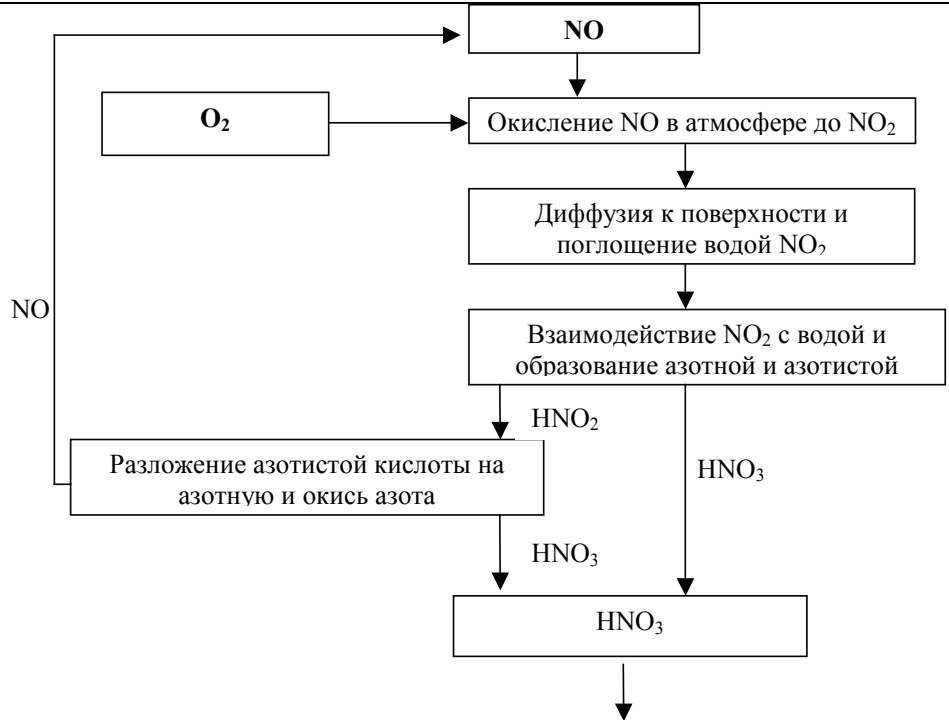 NO
O₂
Окисление NO в атмосфере до NO₂
Диффузия к поверхности и
поглощение водой NO₂
NO
Взаимодействие NO₂ с водой и
образование азотной и азотистой
HNO₂
Разложение азотистой кислоты на
азотную и окись азота
HNO₃
HNO₃
HNO₃